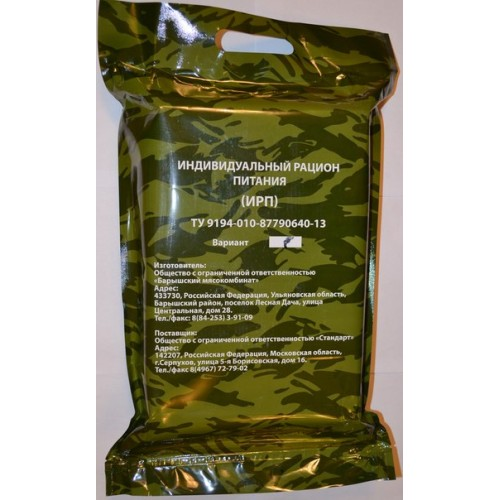 ИНДИВИДУАЛЬНЫЙ РАЦИОН
ПИТАНИЯ
(ИРП)
ТУ 9194-010-87790640-13
Вариант
Изготовитель:
Общество с ограниченной ответственностью
«Барышский мясокомбинат»
Адрес:
433730, Российская Федерация, Ульяновская область,
Барышский район, поселок Лесная Дача, улица
Центральная, дом 28.
Тел./факс: 8(84-253) 3-91-09
Поставщик:
Общество с ограниченной ответственностью «Стандарт»
Адрес:
142207, Российская Федерация, Московская область,
г.Серпухов, улица 5-я Борисовская, дом 16.
Тел./факс 8(4967) 72-79-02